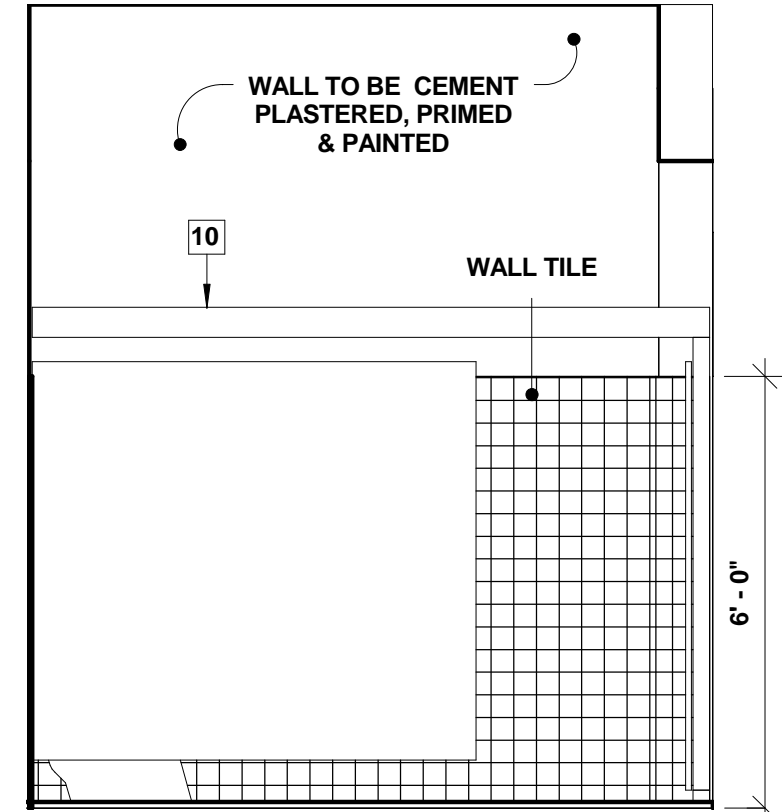 WALL TO BE CEMENT
PLASTERED, PRIMED
& PAINTED
10
WALL TILE
6' - 0"